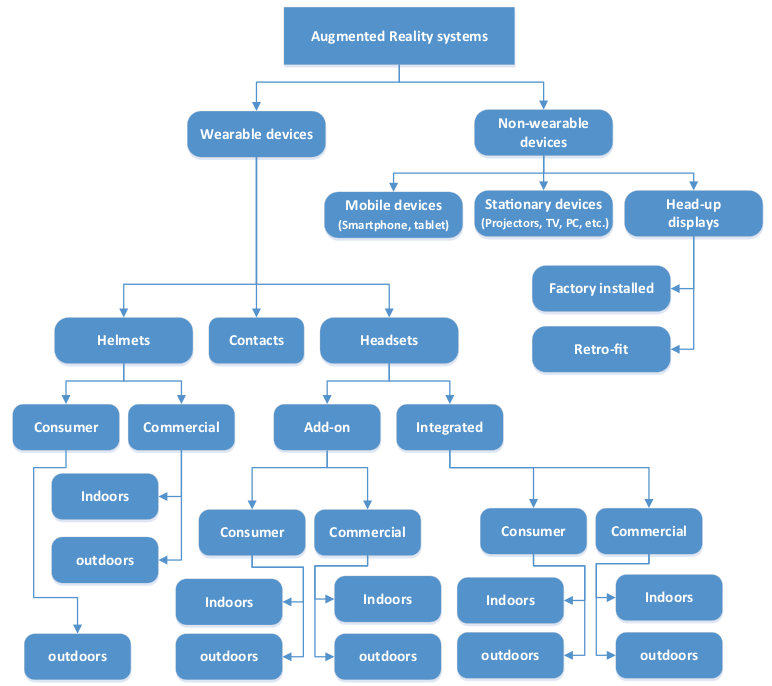 Augmented Reality systems
Wearable devices
Non-wearable
devices
Mobile devices
(Smartphone, tablet)
Stationary devices
(Projectors, TV, PC, etc.)
Head-up
displays
Factory installed
Retro-fit
Helmets
Contacts
Headsets
Consumer
Commercial
Add-on
Integrated
Indoors
outdoors
outdoors
Consumer
Commercial
Indoors
outdoors
Indoors
outdoors
Consumer
Commercial
Indoors
outdoors
Indoors
outdoors